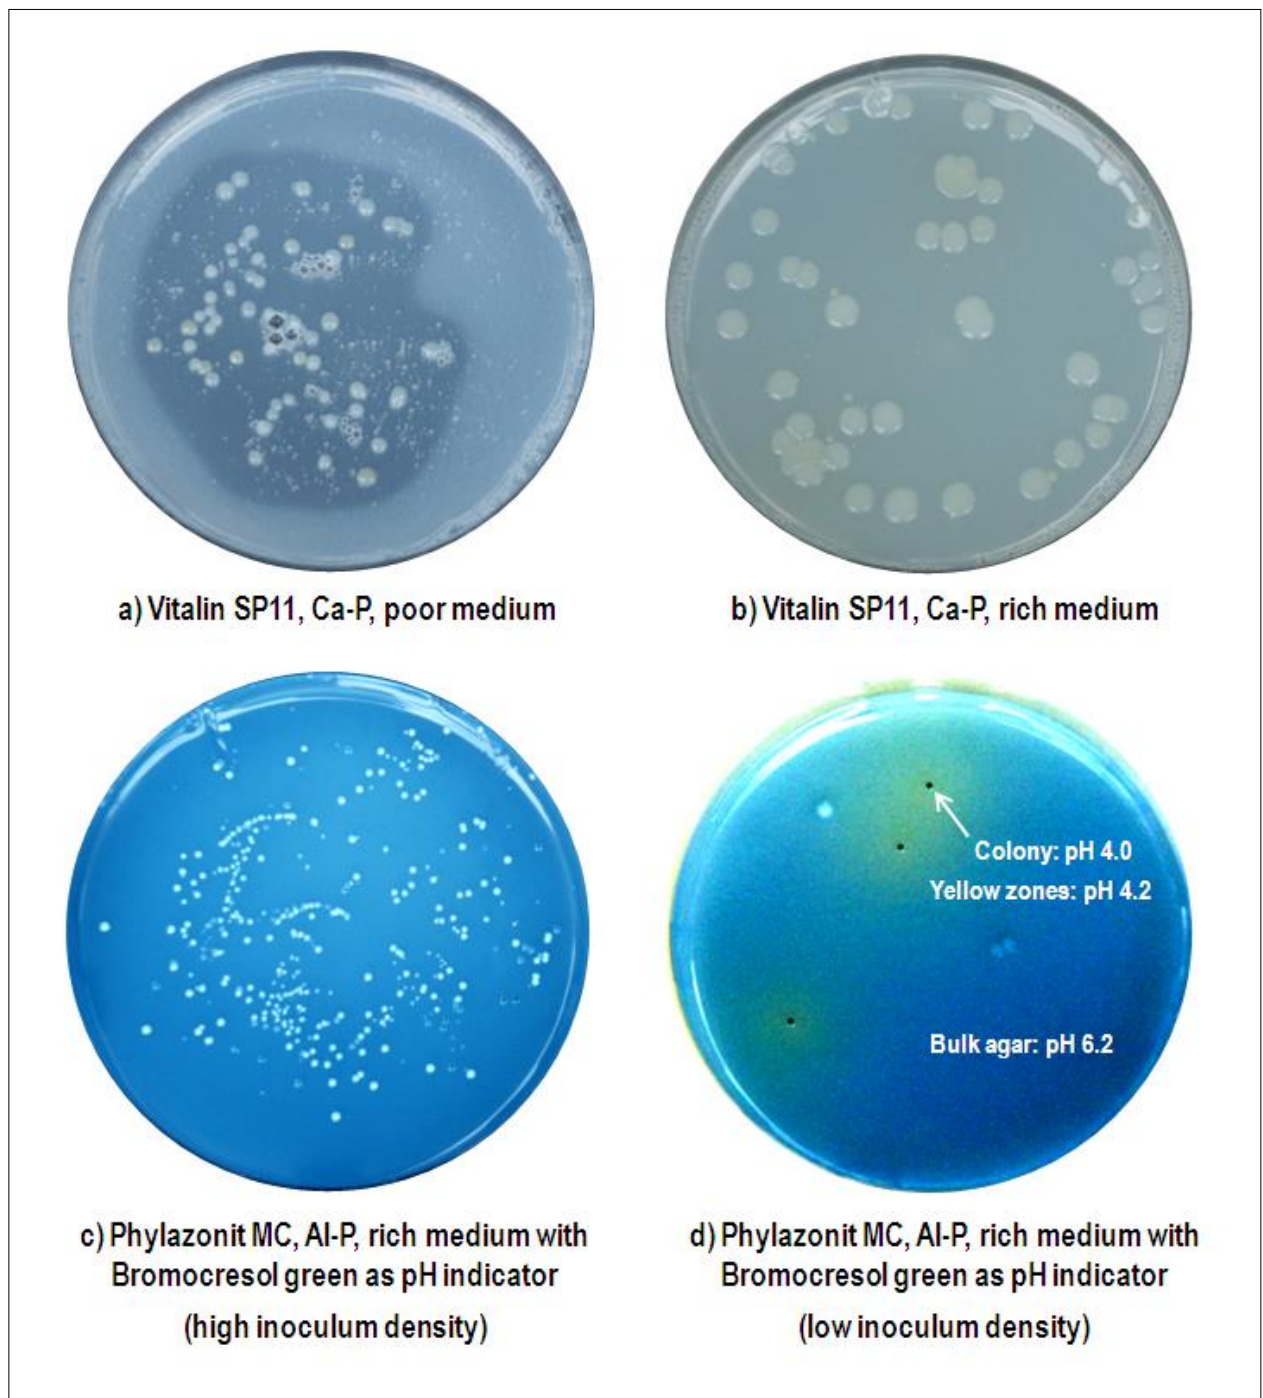 a) Vitalin SP11, Ca-P, poor medium
b) Vitalin SP11, Ca-P, rich medium
Colony: pH 4.0
Yellow zones: pH 4.2
Bulk agar: pH 6.2
c) Phylazonit MC, Al-P, rich medium with
Bromocresol green as pH indicator
(high inoculum density)
d) Phylazonit MC, Al-P, rich medium with
Bromocresol green as pH indicator
(low inoculum density)